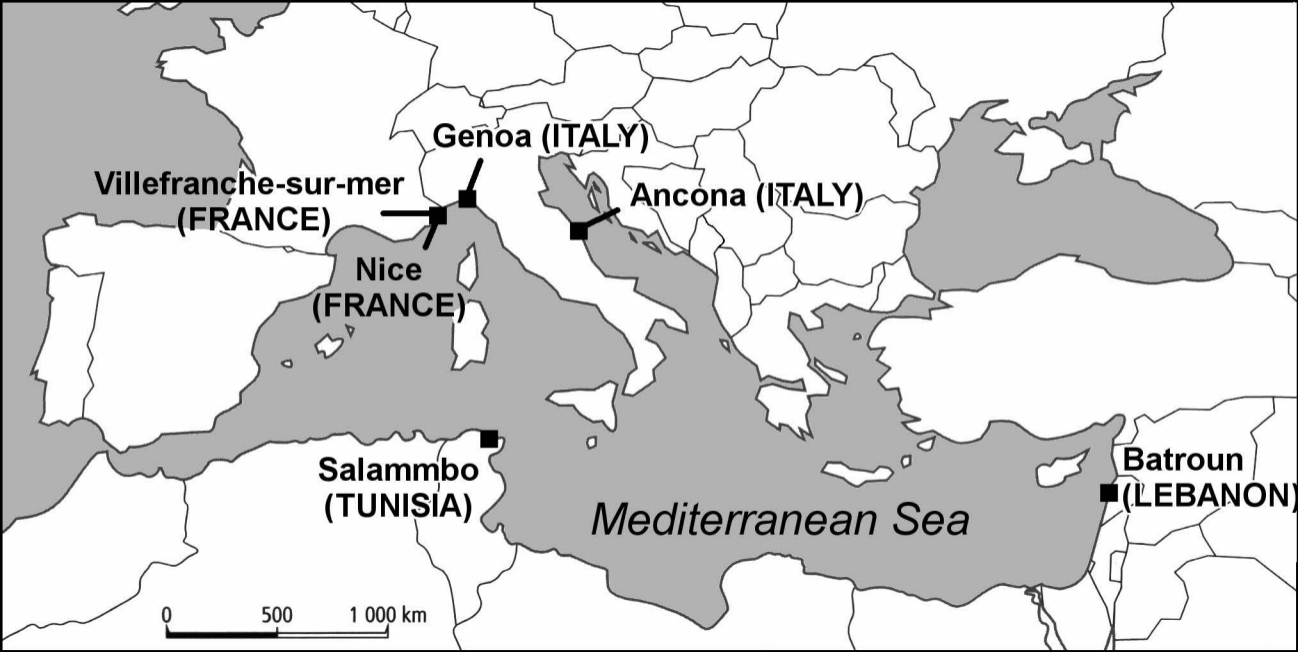 Genoa (ITALY)
Villefranche-sur-mer
(FRANCE)
Ancona (ITALY)
Nice
(FRANCE)
Salammbo
(TUNISIA)
Batroun
(LEBANON)
Mediterranean Sea
0 500 1 000 km